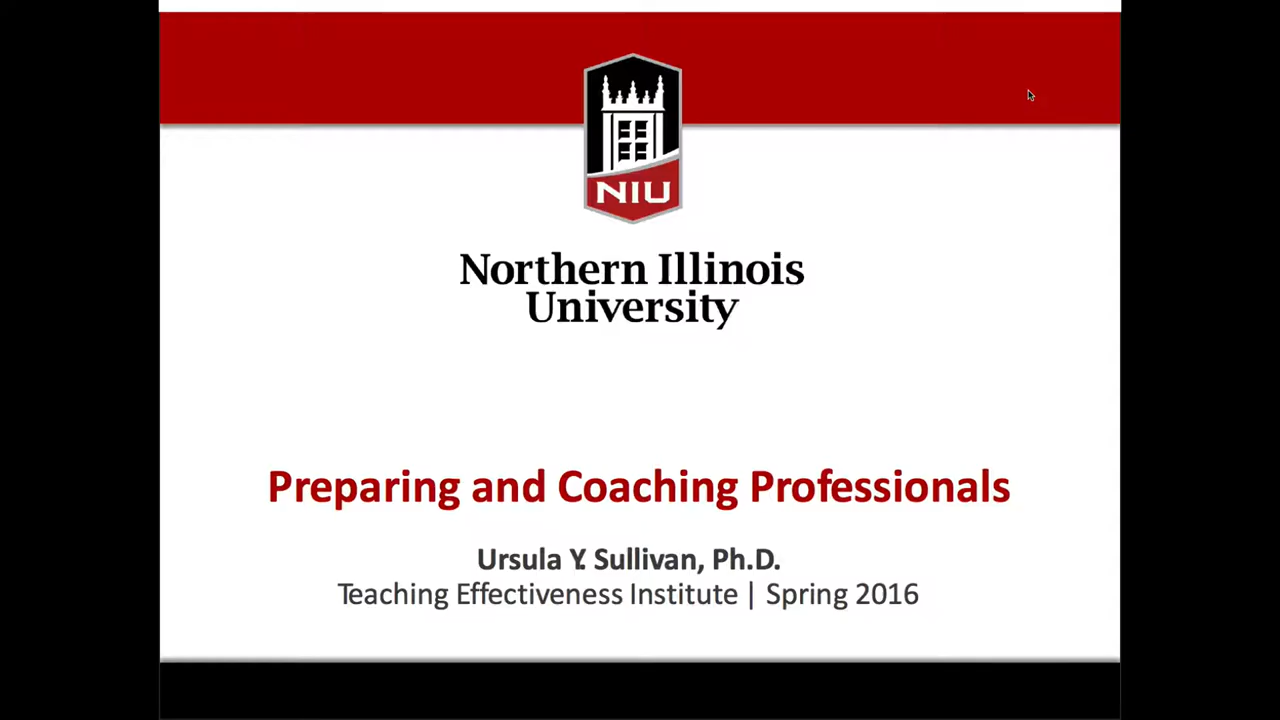 NIU
Northern Illinois
University
Preparing and Coaching Professionals
Ursula Y. Sullivan, Ph.D.
Teaching Effectiveness Institute | Spring 2016